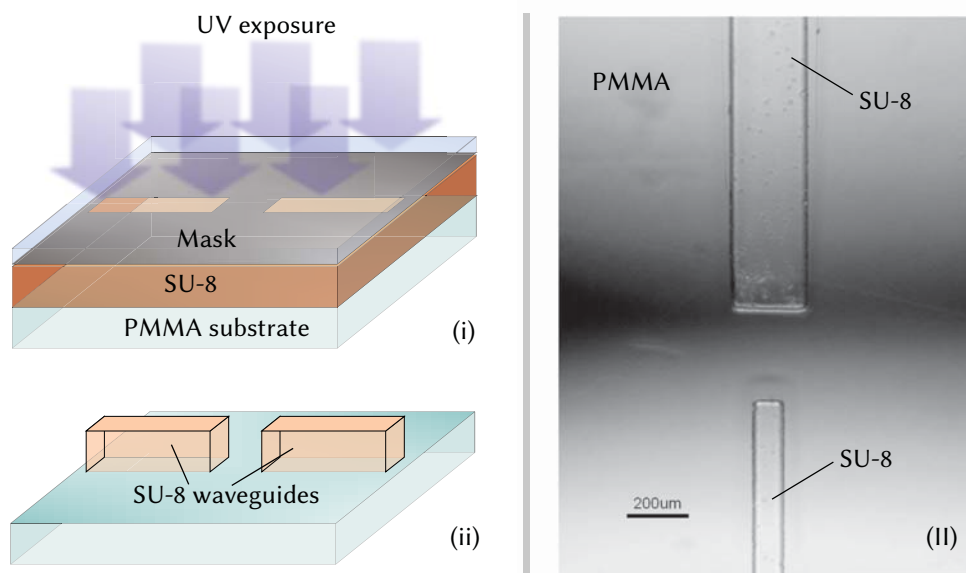 UV exposure
Mask
SU-8
PMMA substrate
(i)
SU-8 waveguides
(ii)
PMMA
SU-8
SU-8
200um
(II)